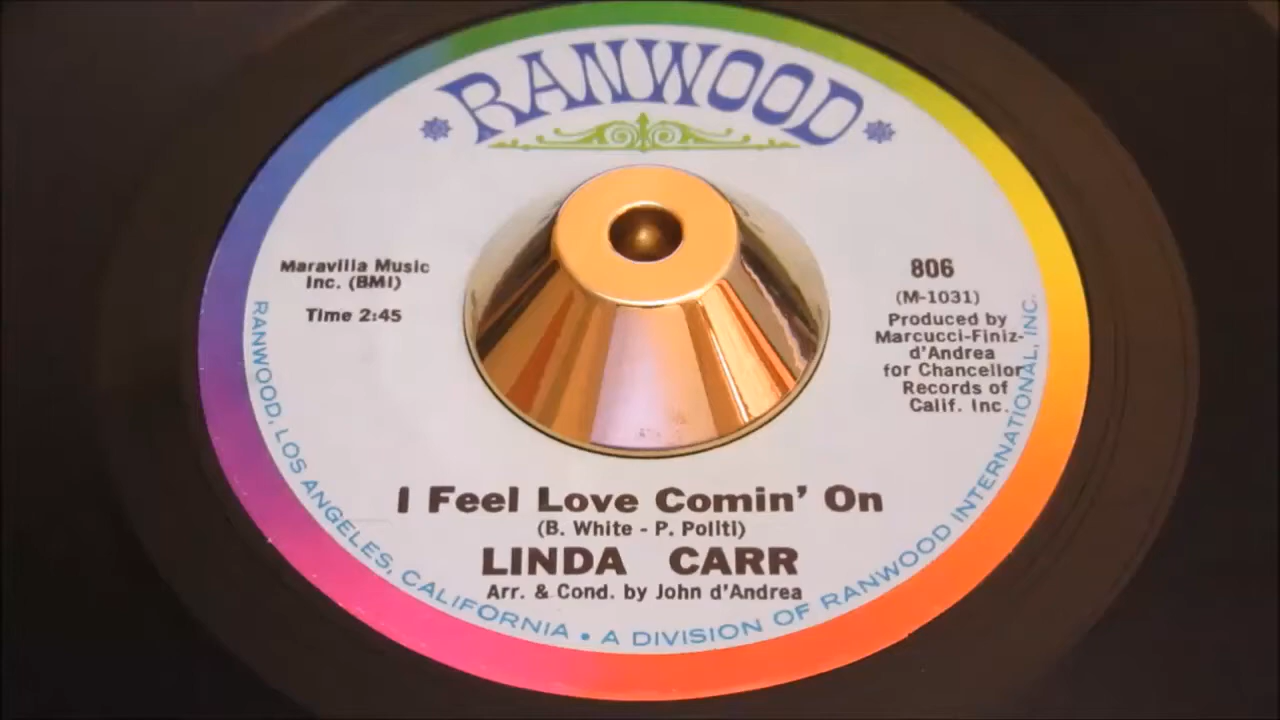 RANWOOD
Maravilla Music
Inc. (BMI)
Time 2:45
806
(M-1031)
Produced by
Marcucci-Finiz-
d'Andrea
for Chancellor
Records of
Calif. Inc.
I Feel Love Comin' On
(B. White - P. Politi)
LINDA CARR
Arr. & Cond. by John d'Andrea
RANWOOD, LOS ANGELES, CALIFORNIA • A DIVISION OF RANWOOD INTERNATIONAL, INC.